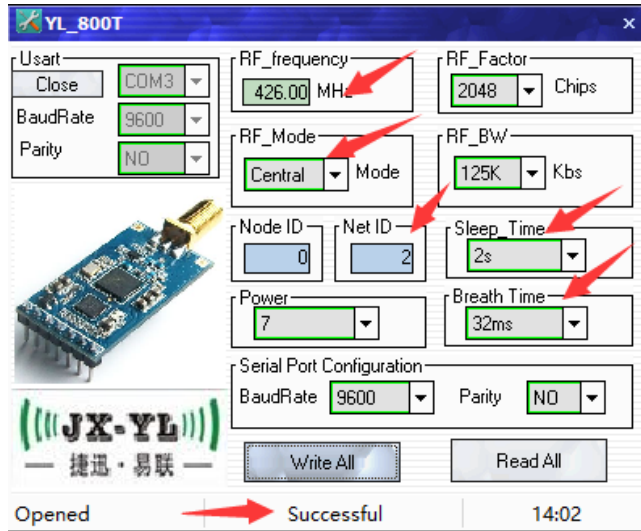 YL_800T
Usart
Close COM3
BaudRate 9600
Parity NO
RF_frequency
426.00 MHz
RF_Factor
2048 Chips
RF_Mode
Central Mode
RF_BW
125K Kbs
Node ID
0
Net ID
2
Sleep_Time
2s
Power
7
Breath Time
32ms
Serial Port Configuration
BaudRate 9600 Parity NO
JX-YL
捷迅·易联
Write All Read All
Opened Successful 14:02